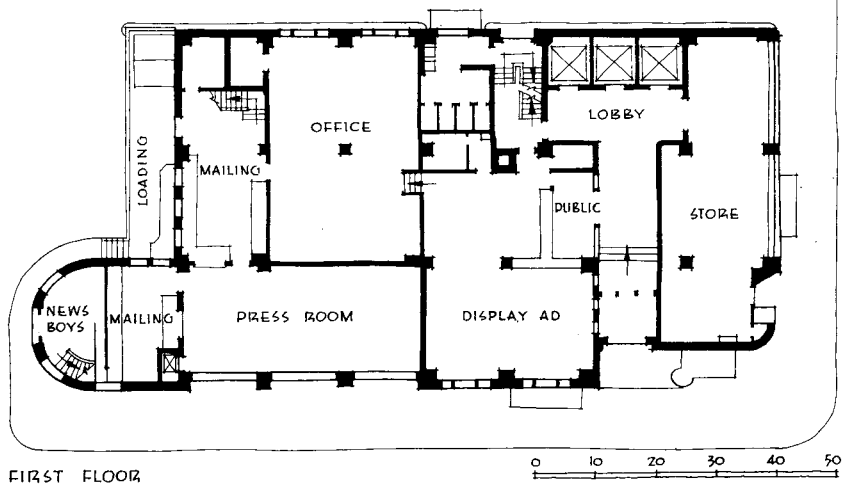 OFFICE
LOBBY
LOADING
MAILING
PUBLIC
STORE
NEWS
BOYS
MAILING
PRESS ROOM
DISPLAY AD
FIRST FLOOR
0 10 20 30 40 50